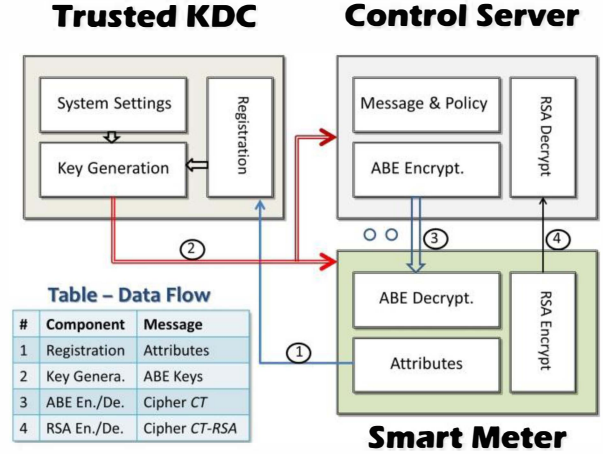 Trusted KDC
Control Server
System Settings
Key Generation
Registration
Message & Policy
ABE Encrypt.
RSA Decrypt
2
3
4
ABE Decrypt.
Attributes
RSA Encrypt
1
Table – Data Flow
# Component Message
1 Registration Attributes
2 Key Genera. ABE Keys
3 ABE En./De. Cipher CT
4 RSA En./De. Cipher CT-RSA
Smart Meter